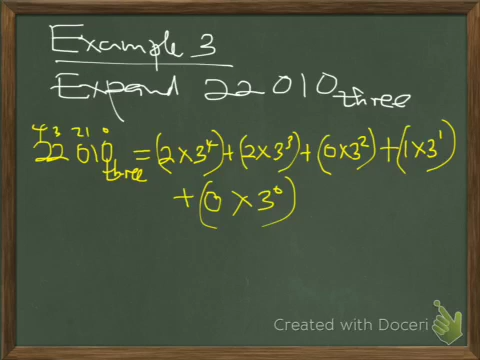 Example 3
Expand 22010three
4 3 2 1 0
22010three = (2×3⁴)+(2×3³)+(0×3²)+(1×3¹)
+(0×3⁰)
Created with Doceri